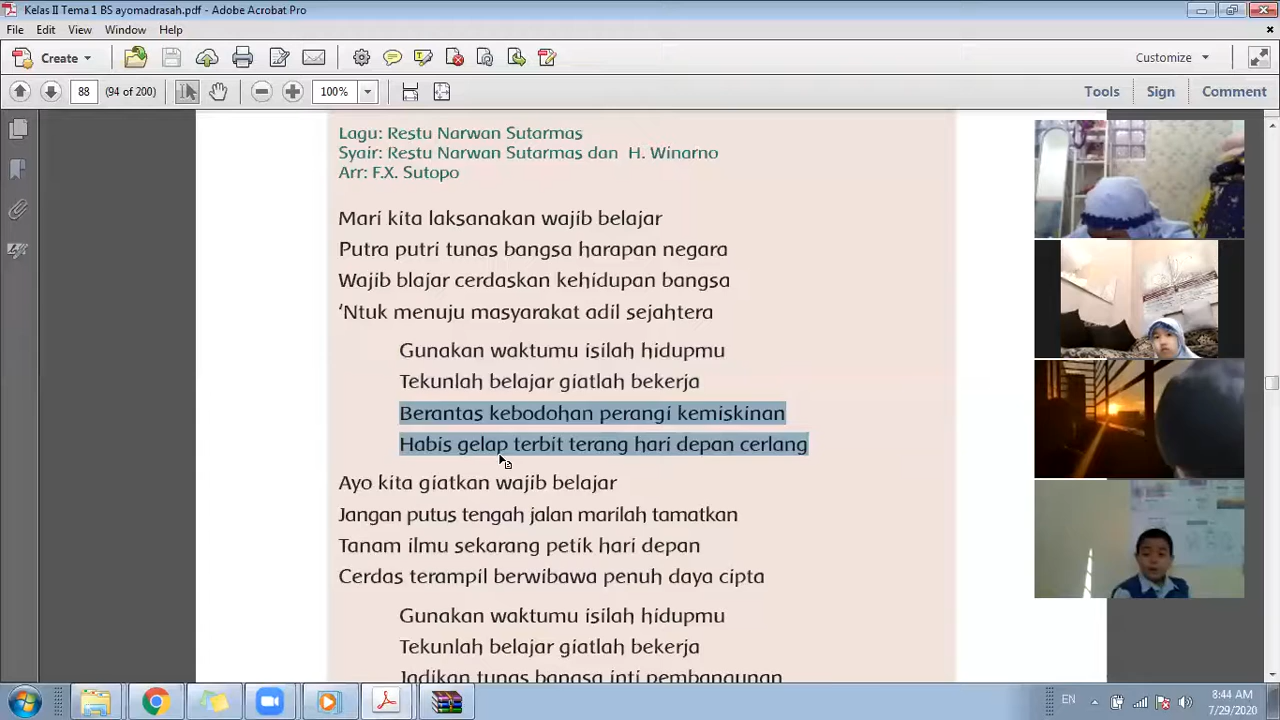 Kelas II Tema 1 BS ayomadrasah.pdf - Adobe Acrobat Pro
File Edit View Window Help
Create Customize
88 (94 of 200) 100% Tools Sign Comment
Lagu: Restu Narwan Sutarmas
Syair: Restu Narwan Sutarmas dan H. Winarno
Arr: F.X. Sutopo
Mari kita laksanakan wajib belajar
Putra putri tunas bangsa harapan negara
Wajib blajar cerdaskan kehidupan bangsa
‘Ntuk menuju masyarakat adil sejahtera
Gunakan waktumu isilah hidupmu
Tekunlah belajar giatlah bekerja
Berantas kebodohan perangi kemiskinan
Habis gelap terbit terang hari depan cerlang
Ayo kita giatkan wajib belajar
Jangan putus tengah jalan marilah tamatkan
Tanam ilmu sekarang petik hari depan
Cerdas terampil berwibawa penuh daya cipta
Gunakan waktumu isilah hidupmu
Tekunlah belajar giatlah bekerja
Jadikan tunas bangsa inti pembangunan
EN 8:44 AM
7/29/2020